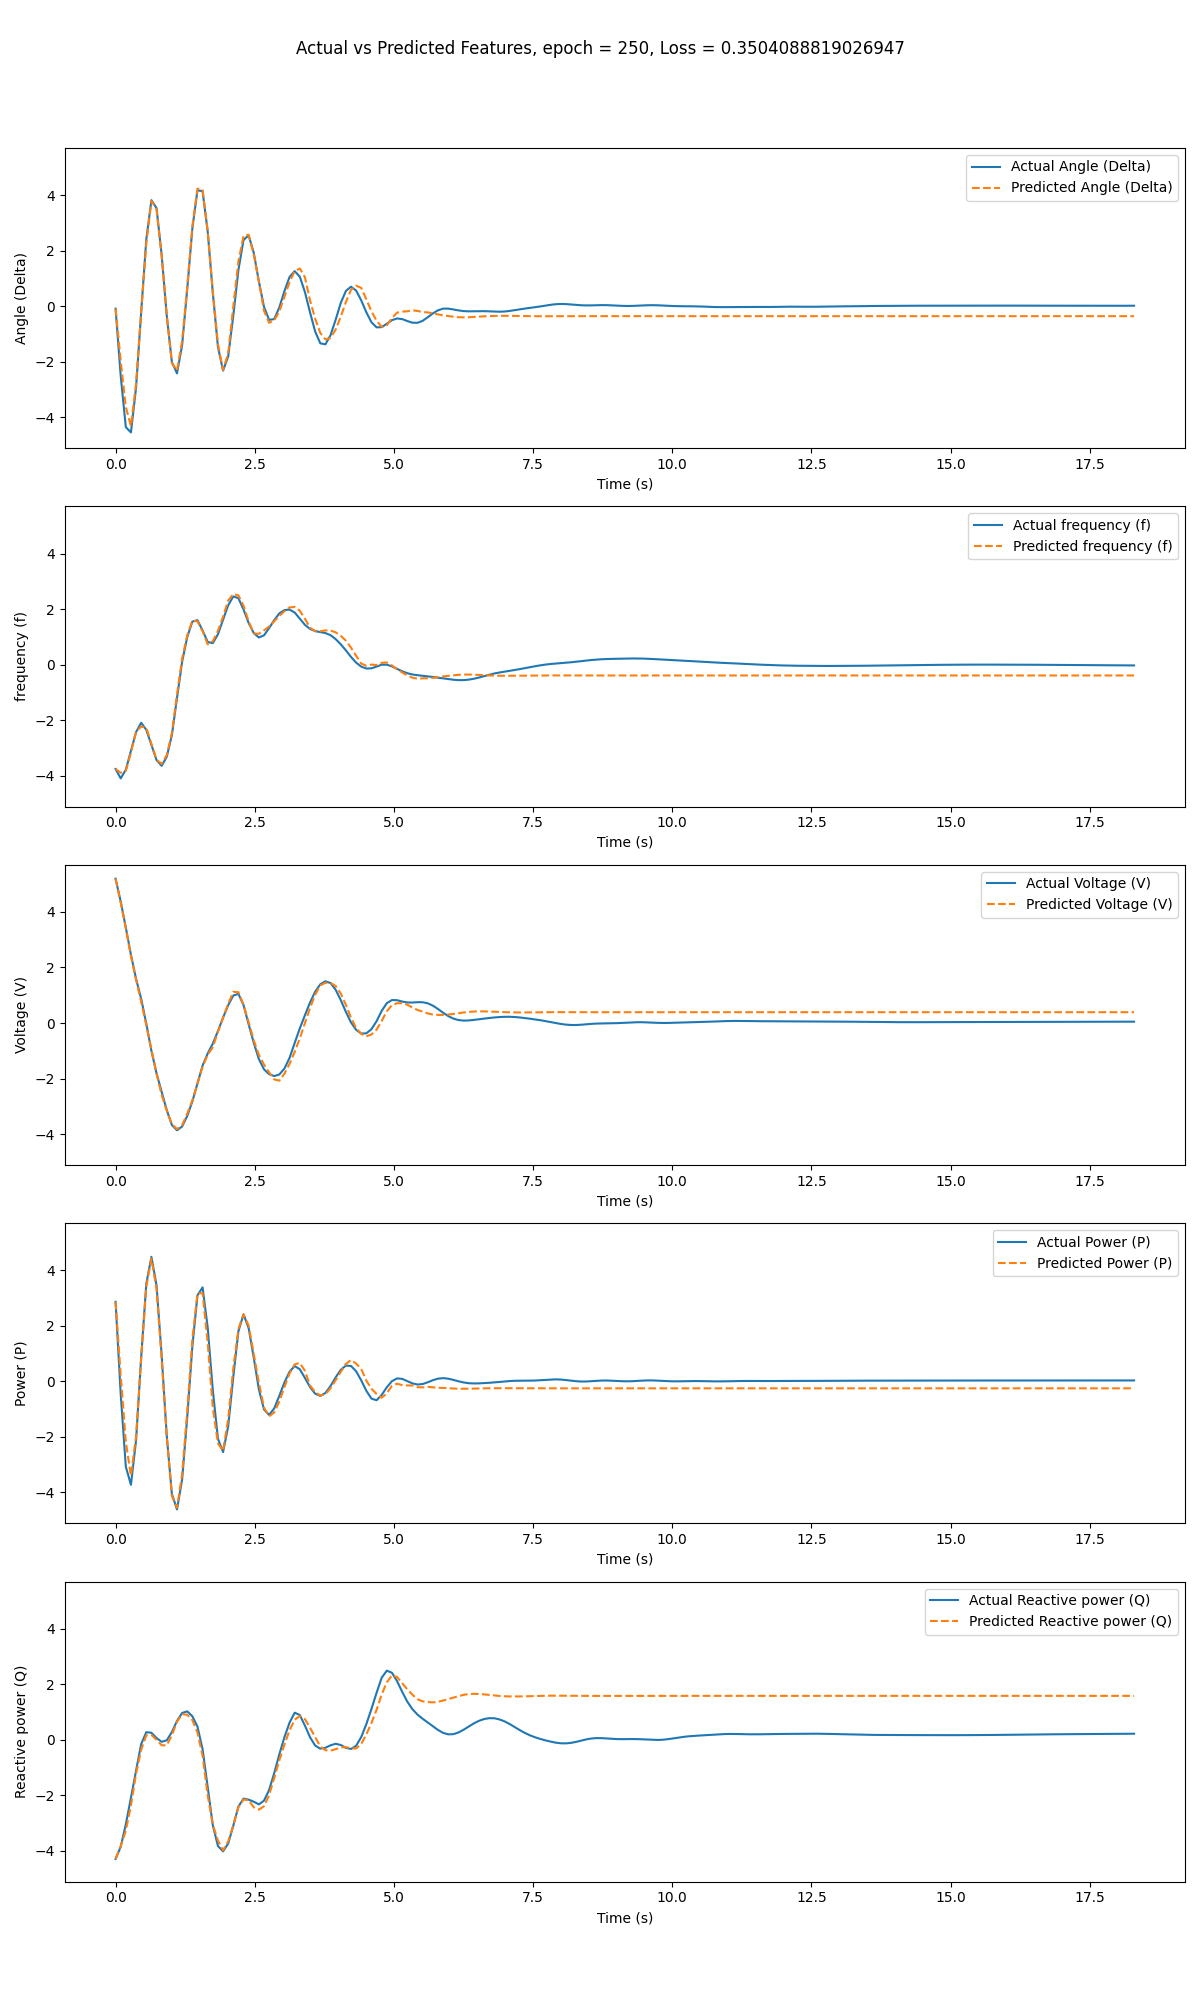 Actual vs Predicted Features, epoch = 250, Loss = 0.3504088819026947
Actual Angle (Delta)
Predicted Angle (Delta)
Angle (Delta)
4
2
0
−2
−4
0.0 2.5 5.0 7.5 10.0 12.5 15.0 17.5
Time (s)
Actual frequency (f)
Predicted frequency (f)
frequency (f)
4
2
0
−2
−4
0.0 2.5 5.0 7.5 10.0 12.5 15.0 17.5
Time (s)
Actual Voltage (V)
Predicted Voltage (V)
Voltage (V)
4
2
0
−2
−4
0.0 2.5 5.0 7.5 10.0 12.5 15.0 17.5
Time (s)
Actual Power (P)
Predicted Power (P)
Power (P)
4
2
0
−2
−4
0.0 2.5 5.0 7.5 10.0 12.5 15.0 17.5
Time (s)
Actual Reactive power (Q)
Predicted Reactive power (Q)
Reactive power (Q)
4
2
0
−2
−4
0.0 2.5 5.0 7.5 10.0 12.5 15.0 17.5
Time (s)